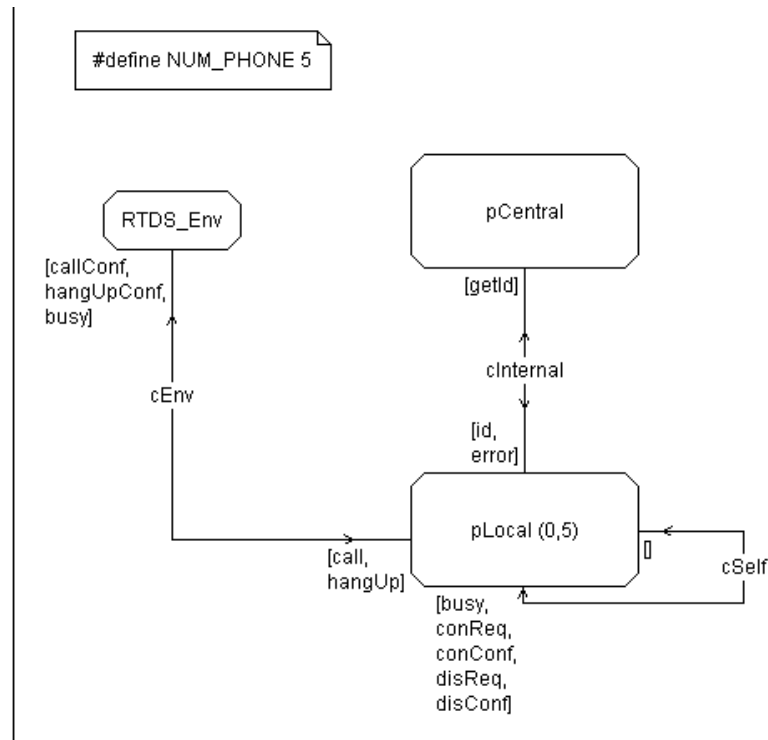 #define NUM_PHONE 5
RTDS_Env
pCentral
[callConf,
hangUpConf,
busy]
[getId]
cInternal
cEnv
[id,
error]
pLocal (0,5)
[call,
hangUp]
[]
cSelf
[busy,
conReq,
conConf,
disReq,
disConf]